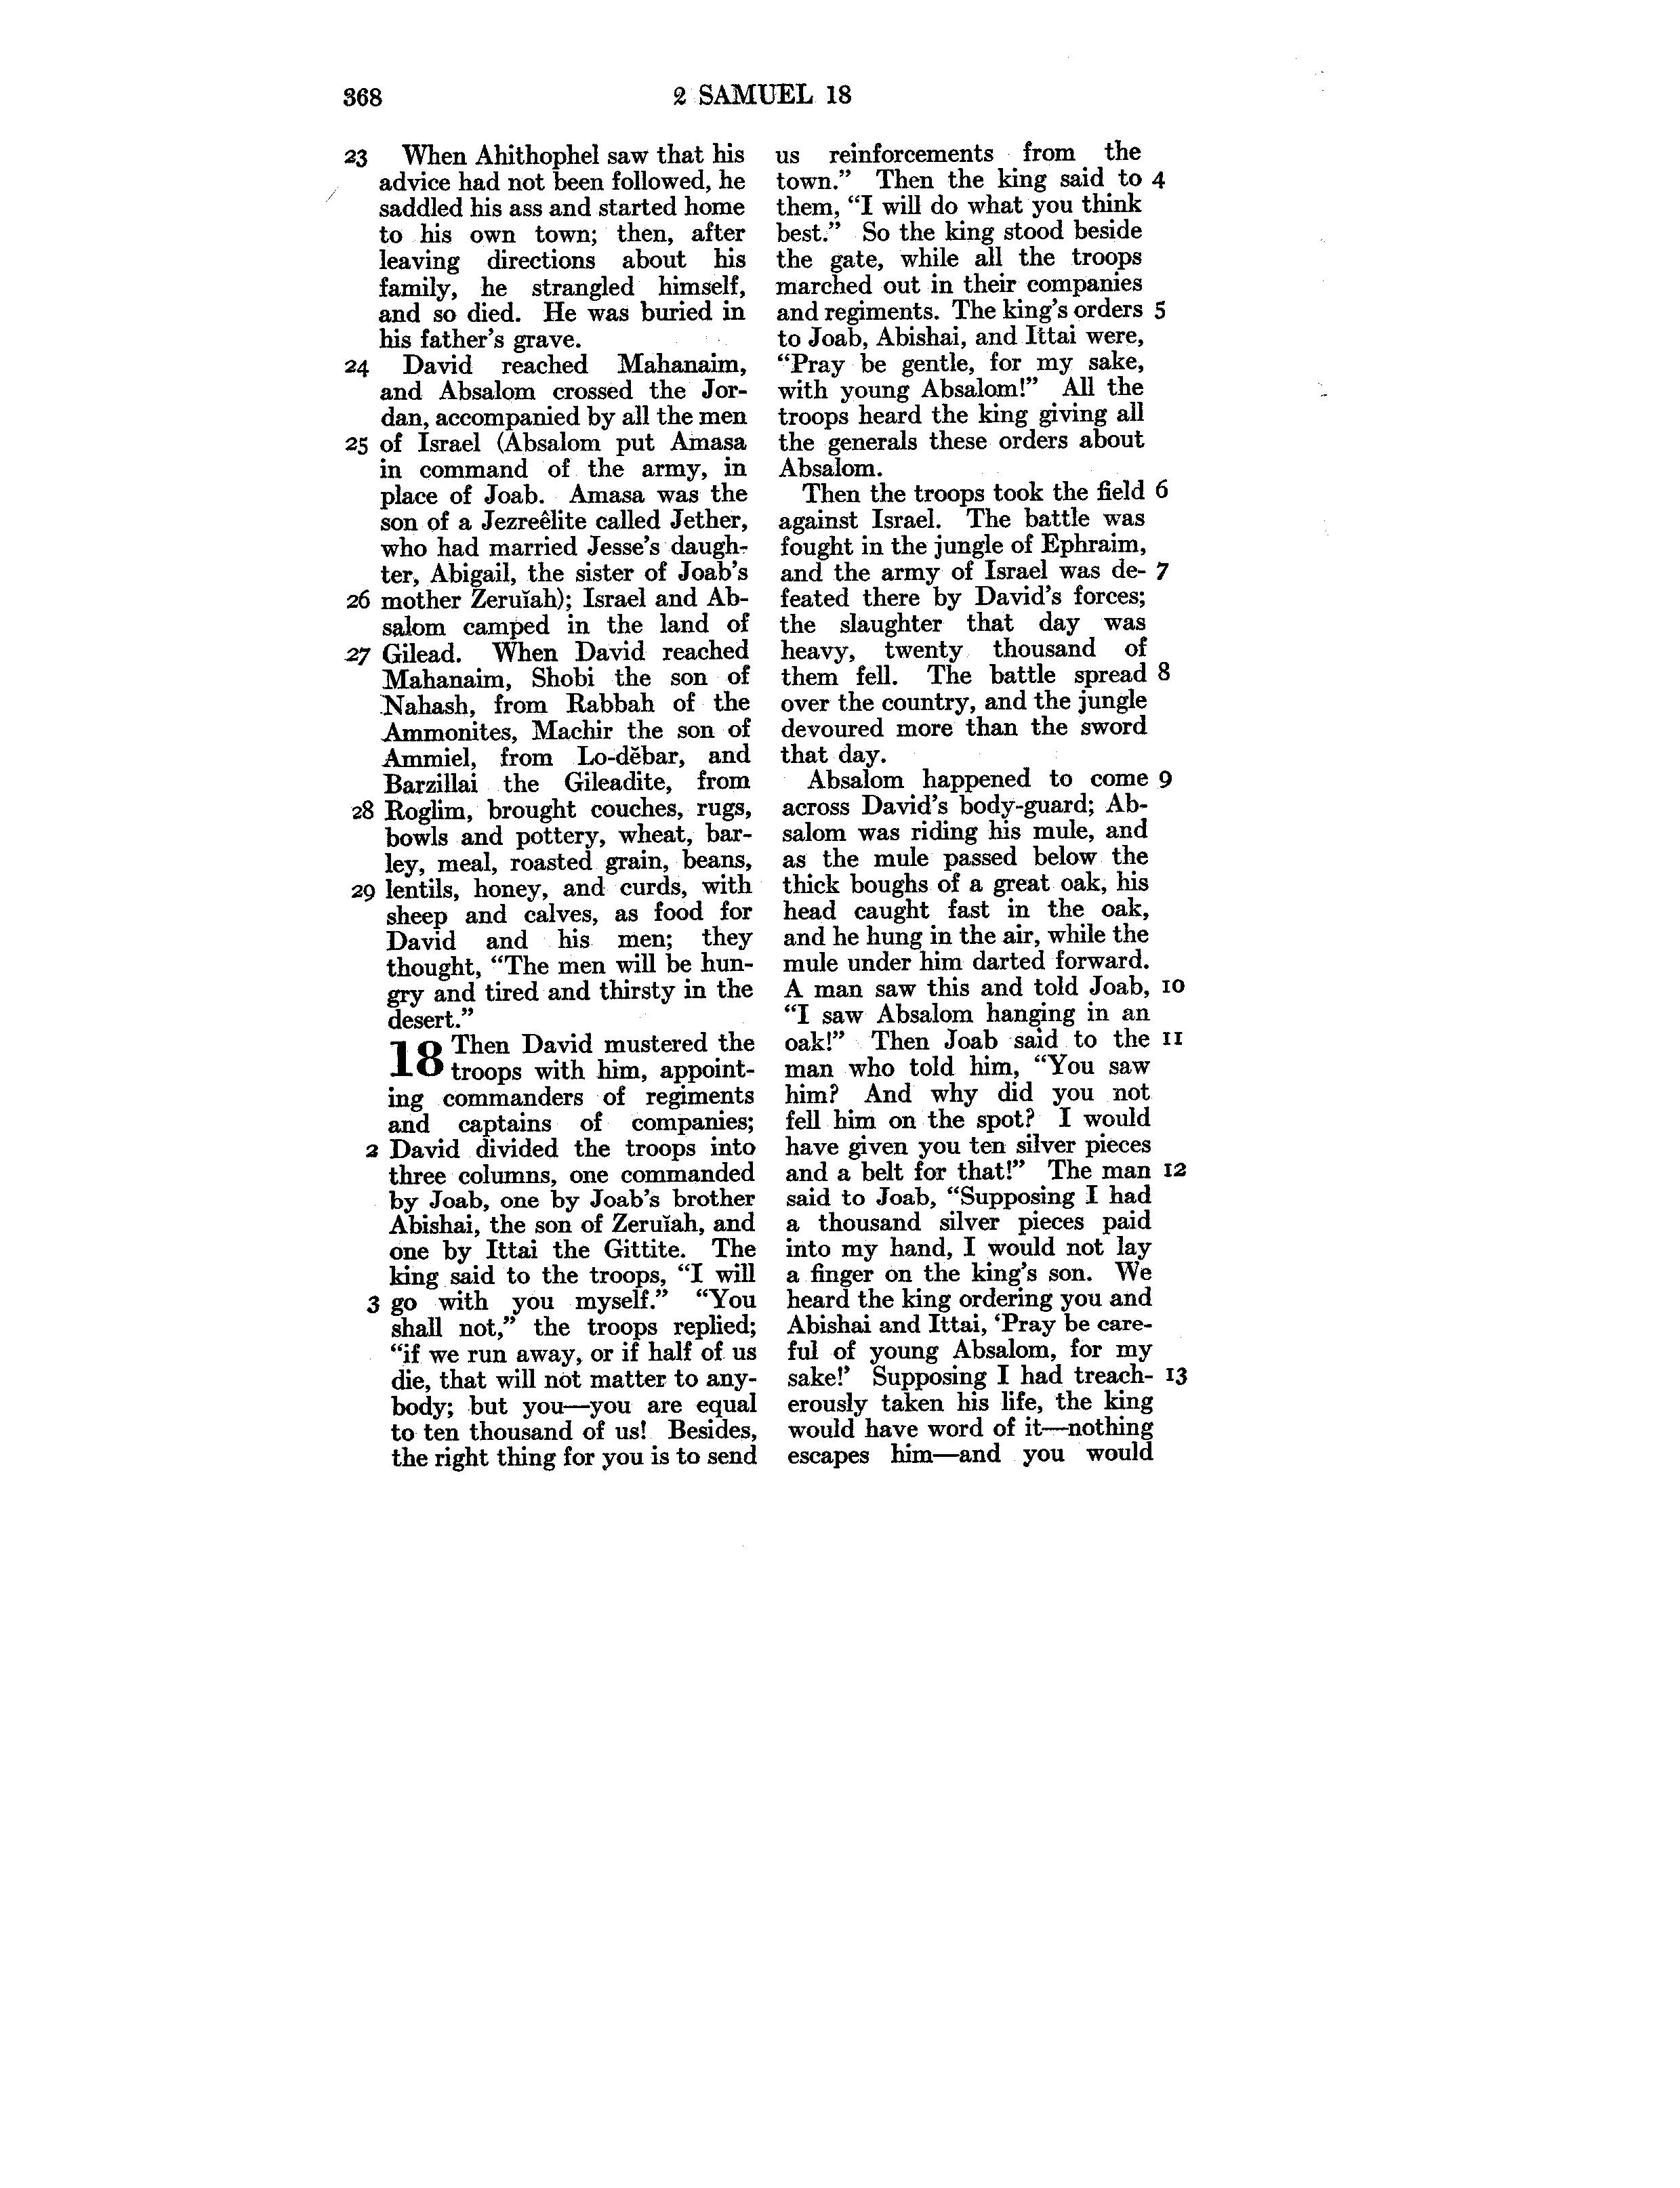 368
2 SAMUEL 18
23 When Ahithophel saw that his
advice had not been followed, he
saddled his ass and started home
to his own town; then, after
leaving directions about his
family, he strangled himself,
and so died. He was buried in
his father's grave.
24 David reached Mahanaim,
and Absalom crossed the Jor-
dan, accompanied by all the men
25 of Israel (Absalom put Amasa
in command of the army, in
place of Joab. Amasa was the
son of a Jezreêlite called Jether,
who had married Jesse's daugh-
ter, Abigail, the sister of Joab's
26 mother Zeruĭah); Israel and Ab-
salom camped in the land of
27 Gilead. When David reached
Mahanaim, Shobi the son of
Nahash, from Rabbah of the
Ammonites, Machir the son of
Ammiel, from Lo-dĕbar, and
Barzillai the Gileadite, from
28 Roglim, brought couches, rugs,
bowls and pottery, wheat, bar-
ley, meal, roasted grain, beans,
29 lentils, honey, and curds, with
sheep and calves, as food for
David and his men; they
thought, “The men will be hun-
gry and tired and thirsty in the
desert.”
18 Then David mustered the
troops with him, appoint-
ing commanders of regiments
and captains of companies;
2 David divided the troops into
three columns, one commanded
by Joab, one by Joab's brother
Abishai, the son of Zeruĭah, and
one by Ittai the Gittite. The
king said to the troops, “I will
3 go with you myself.” “You
shall not,” the troops replied;
“if we run away, or if half of us
die, that will not matter to any-
body; but you—you are equal
to ten thousand of us! Besides,
the right thing for you is to send
us reinforcements from the
town.” Then the king said to 4
them, “I will do what you think
best.” So the king stood beside
the gate, while all the troops
marched out in their companies
and regiments. The king's orders 5
to Joab, Abishai, and Ittai were,
“Pray be gentle, for my sake,
with young Absalom!” All the
troops heard the king giving all
the generals these orders about
Absalom.
Then the troops took the field 6
against Israel. The battle was
fought in the jungle of Ephraim,
and the army of Israel was de- 7
feated there by David's forces;
the slaughter that day was
heavy, twenty thousand of
them fell. The battle spread 8
over the country, and the jungle
devoured more than the sword
that day.
Absalom happened to come 9
across David's body-guard; Ab-
salom was riding his mule, and
as the mule passed below the
thick boughs of a great oak, his
head caught fast in the oak,
and he hung in the air, while the
mule under him darted forward.
A man saw this and told Joab, 10
“I saw Absalom hanging in an
oak!” Then Joab said to the 11
man who told him, “You saw
him? And why did you not
fell him on the spot? I would
have given you ten silver pieces
and a belt for that!” The man 12
said to Joab, “Supposing I had
a thousand silver pieces paid
into my hand, I would not lay
a finger on the king's son. We
heard the king ordering you and
Abishai and Ittai, ‘Pray be care-
ful of young Absalom, for my
sake!’ Supposing I had treach- 13
erously taken his life, the king
would have word of it—nothing
escapes him—and you would